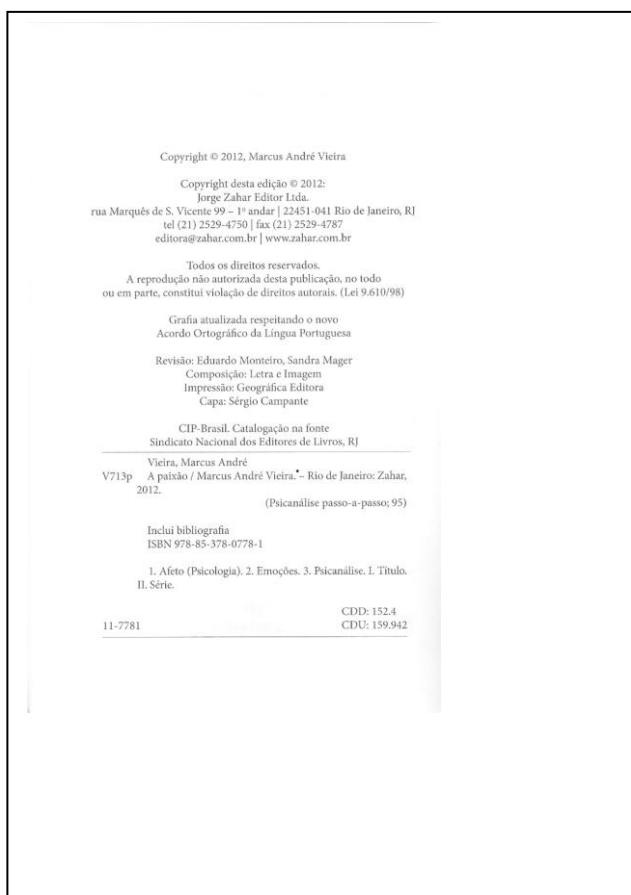 Copyright © 2012, Marcus André Vieira
Copyright desta edição © 2012:
Jorge Zahar Editor Ltda.
rua Marquês de S. Vicente 99 – 1º andar | 22451-041 Rio de Janeiro, RJ
tel (21) 2529-4750 | fax (21) 2529-4787
editora@zahar.com.br | www.zahar.com.br
Todos os direitos reservados.
A reprodução não autorizada desta publicação, no todo
ou em parte, constitui violação de direitos autorais. (Lei 9.610/98)
Grafia atualizada respeitando o novo
Acordo Ortográfico da Língua Portuguesa
Revisão: Eduardo Monteiro, Sandra Mager
Composição: Letra e Imagem
Impressão: Geográfica Editora
Capa: Sérgio Campante
CIP-Brasil. Catalogação na fonte
Sindicato Nacional dos Editores de Livros, RJ
Vieira, Marcus André
V713p A paixão / Marcus André Vieira. – Rio de Janeiro: Zahar,
2012.
(Psicanálise passo-a-passo; 95)
Inclui bibliografia
ISBN 978-85-378-0778-1
1. Afeto (Psicologia). 2. Emoções. 3. Psicanálise. I. Título.
II. Série.
CDD: 152.4
11-7781 CDU: 159.942